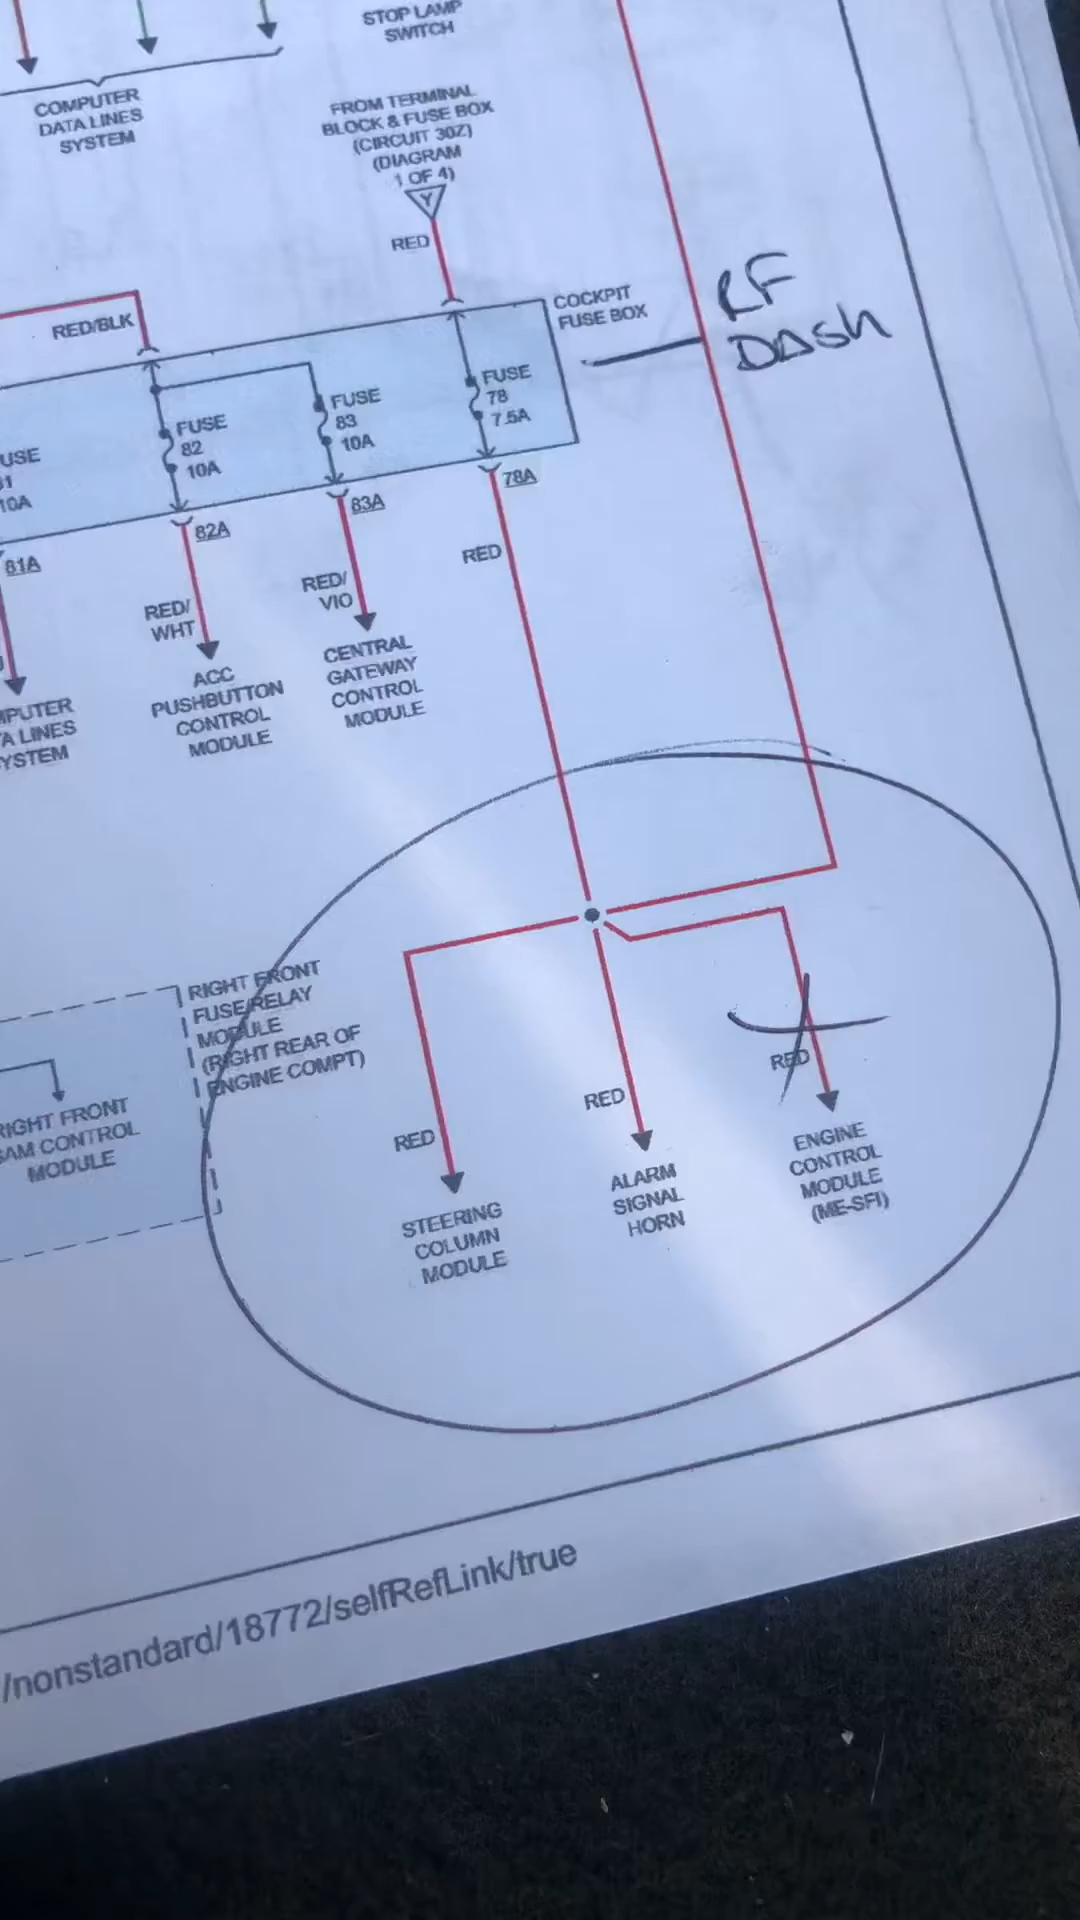 STOP LAMP
SWITCH
COMPUTER
DATA LINES
SYSTEM
FROM TERMINAL
BLOCK & FUSE BOX
(CIRCUIT 30Z)
(DIAGRAM
1 OF 4)
Y
RED
RED/BLK
COCKPIT
FUSE BOX
RF
DASH
FUSE
78
7.5A
FUSE
83
10A
FUSE
82
10A
USE
10A
78A
83A
82A
81A
RED
RED/
VIO
RED/
WHT
CENTRAL
GATEWAY
CONTROL
MODULE
ACC
PUSHBUTTON
CONTROL
MODULE
MPUTER
A LINES
YSTEM
RIGHT FRONT
FUSE/RELAY
MODULE
(RIGHT REAR OF
ENGINE COMPT)
RIGHT FRONT
SAM CONTROL
MODULE
RED
RED
RED
STEERING
COLUMN
MODULE
ALARM
SIGNAL
HORN
ENGINE
CONTROL
MODULE
(ME-SFI)
/nonstandard/18772/selfRefLink/true